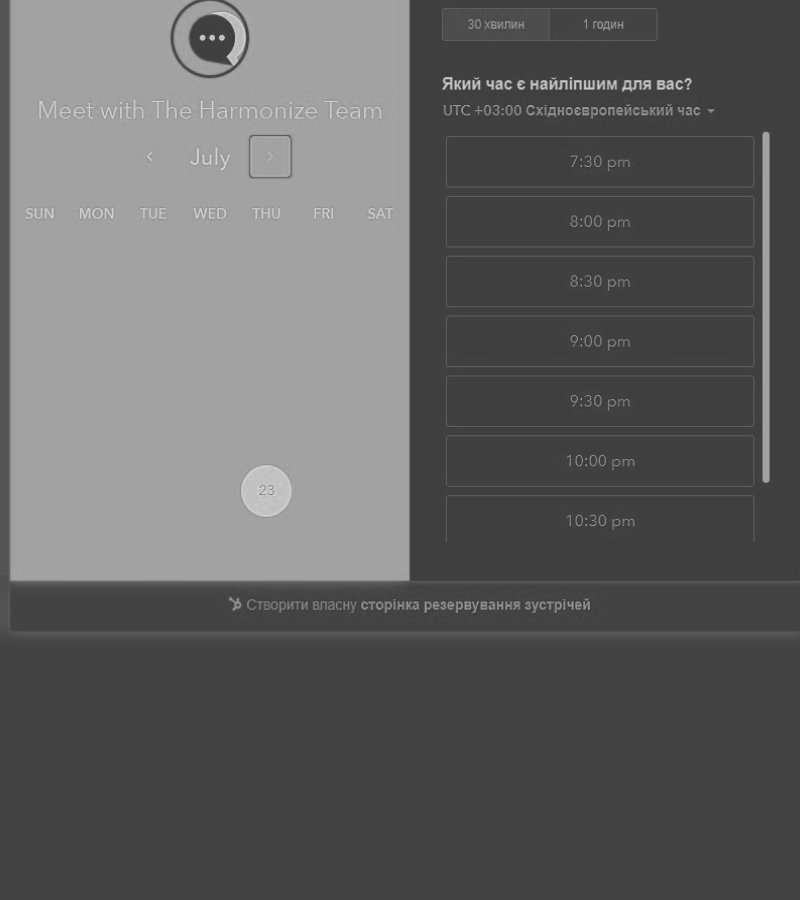 Meet with The Harmonize Team
July
SUN MON TUE WED THU FRI SAT
23
30 хвилин 1 годин
Який час є найліпшим для вас?
UTC +03:00 Східноєвропейський час
7:30 pm
8:00 pm
8:30 pm
9:00 pm
9:30 pm
10:00 pm
10:30 pm
Створити власну сторінка резервування зустрічей